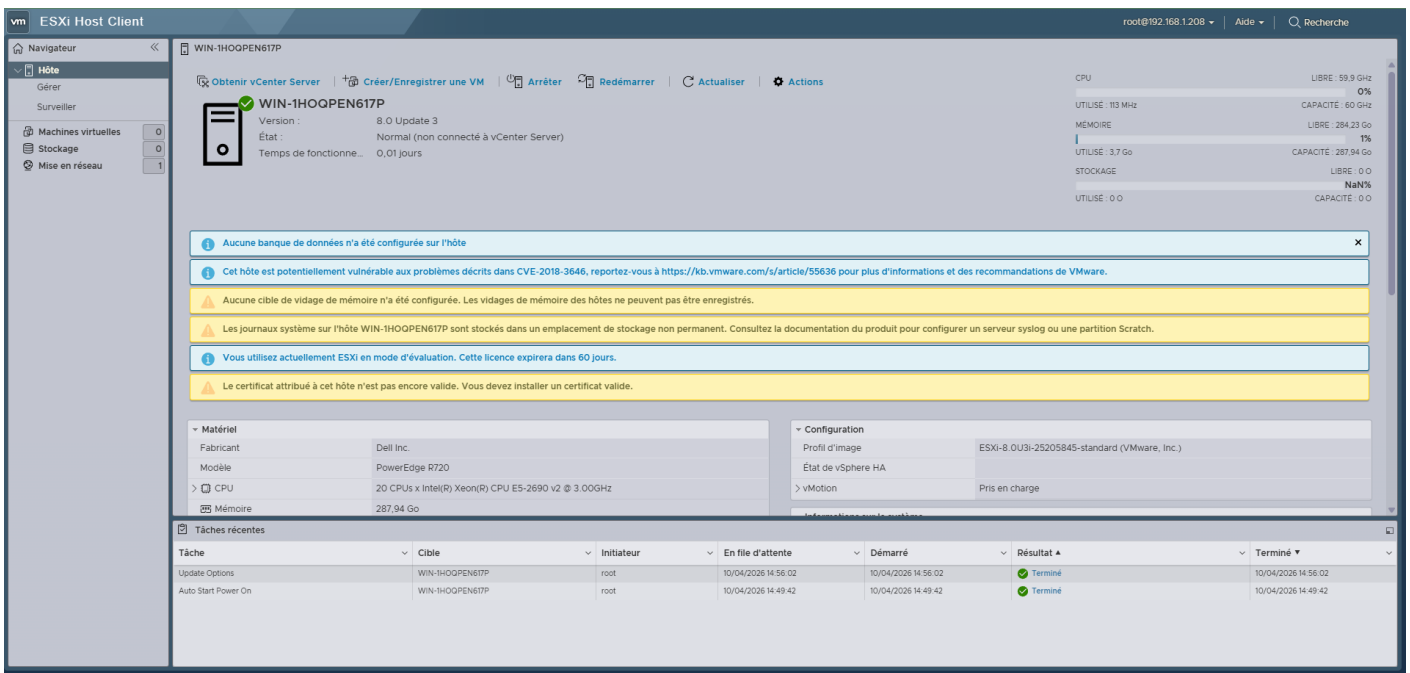 vm ESXi Host Client
root@192.168.1.208 Aide Recherche
Navigateur
Hôte
Gérer
Surveiller
Machines virtuelles 0
Stockage 0
Mise en réseau 1
WIN-1HOQPEN617P
Obtenir vCenter Server Créer/Enregistrer une VM Arrêter Redémarrer Actualiser Actions
WIN-1HOQPEN617P
Version : 8.0 Update 3
État : Normal (non connecté à vCenter Server)
Temps de fonctionne... 0,01 jours
CPU LIBRE : 59,9 GHz
0%
UTILISÉ : 113 MHz CAPACITÉ : 60 GHz
MÉMOIRE LIBRE : 284,23 Go
1%
UTILISÉ : 3,7 Go CAPACITÉ : 287,94 Go
STOCKAGE LIBRE : 0 O
NaN%
UTILISÉ : 0 O CAPACITÉ : 0 O
Aucune banque de données n'a été configurée sur l'hôte
Cet hôte est potentiellement vulnérable aux problèmes décrits dans CVE-2018-3646, reportez-vous à https://kb.vmware.com/s/article/55636 pour plus d'informations et des recommandations de VMware.
Aucune cible de vidage de mémoire n'a été configurée. Les vidages de mémoire des hôtes ne peuvent pas être enregistrés.
Les journaux système sur l'hôte WIN-1HOQPEN617P sont stockés dans un emplacement de stockage non permanent. Consultez la documentation du produit pour configurer un serveur syslog ou une partition Scratch.
Vous utilisez actuellement ESXi en mode d'évaluation. Cette licence expirera dans 60 jours.
Le certificat attribué à cet hôte n'est pas encore valide. Vous devez installer un certificat valide.
Matériel
Fabricant Dell Inc.
Modèle PowerEdge R720
CPU 20 CPUs x Intel(R) Xeon(R) CPU E5-2690 v2 @ 3.00GHz
Mémoire 287,94 Go
Configuration
Profil d'image ESXi-8.0U3i-25205845-standard (VMware, Inc.)
État de vSphere HA
vMotion Pris en charge
Informations sur le système
Tâches récentes
Tâche Cible Initiateur En file d'attente Démarré Résultat Terminé
Update Options WIN-1HOQPEN617P root 10/04/2026 14:56:02 10/04/2026 14:56:02 Terminé 10/04/2026 14:56:02
Auto Start Power On WIN-1HOQPEN617P root 10/04/2026 14:49:42 10/04/2026 14:49:42 Terminé 10/04/2026 14:49:42